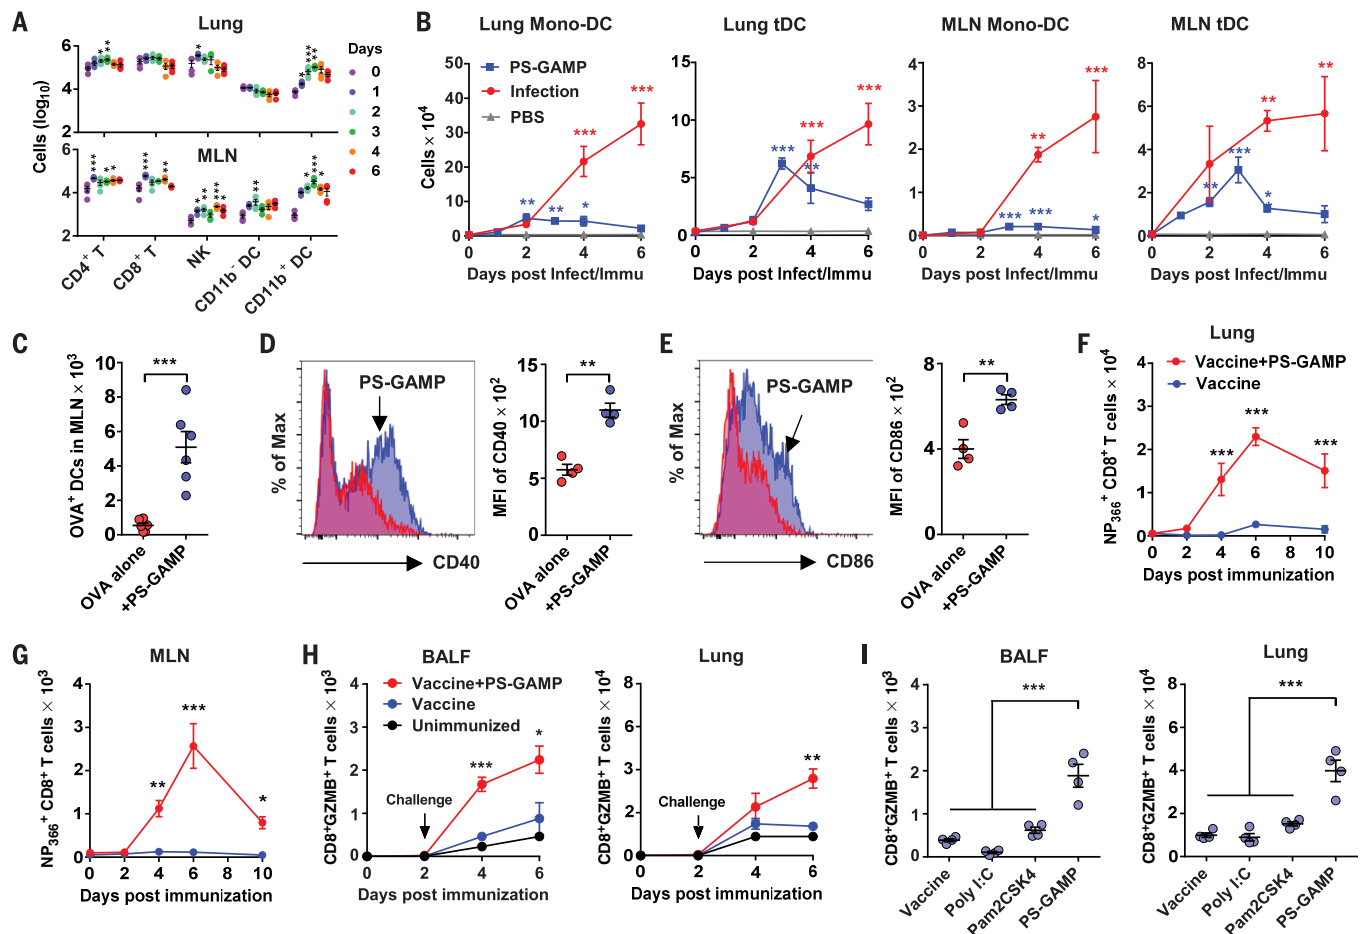 A
Lung
Cells (log10)
6
4
2
MLN
6
4
2
CD4+ T
CD8+ T
NK
CD11b- DC
CD11b+ DC
Days
0
1
2
3
4
6
B
Lung Mono-DC
PS-GAMP
Infection
PBS
Cells × 10⁴
50
40
30
20
10
0
0 2 4 6
Days post Infect/Immu
** ** * *** ***
Lung tDC
15
10
5
0
0 2 4 6
Days post Infect/Immu
*** ** *** ***
MLN Mono-DC
4
3
2
1
0
0 2 4 6
Days post Infect/Immu
*** *** * ** ***
MLN tDC
8
6
4
2
0
0 2 4 6
Days post Infect/Immu
** *** * ** **
C
OVA+ DCs in MLN × 10³
10
8
6
4
2
0
***
OVA alone
+PS-GAMP
D
% of Max
PS-GAMP
CD40
MFI of CD40 × 10²
15
10
5
0
**
OVA alone
+PS-GAMP
E
% of Max
PS-GAMP
CD86
MFI of CD86 × 10²
8
4
0
**
OVA alone
+PS-GAMP
F
Lung
Vaccine+PS-GAMP
Vaccine
NP366+ CD8+ T cells × 10⁴
4
3
2
1
0
*** *** ***
0 2 4 6 10
Days post immunization
G
MLN
NP366+ CD8+ T cells × 10³
4
3
2
1
0
** *** *
0 2 4 6 10
Days post immunization
H
BALF
Vaccine+PS-GAMP
Vaccine
Unimmunized
CD8+GZMB+ T cells × 10³
4
3
2
1
0
Challenge
*** *
0 2 4 6
Days post immunization
Lung
CD8+GZMB+ T cells × 10⁴
8
4
3
2
0
Challenge
**
0 2 4 6
Days post immunization
I
BALF
CD8+GZMB+ T cells × 10³
4
3
2
1
0
***
Vaccine
Poly I:C
Pam2CSK4
PS-GAMP
Lung
CD8+GZMB+ T cells × 10⁴
8
6
4
2
0
***
Vaccine
Poly I:C
Pam2CSK4
PS-GAMP